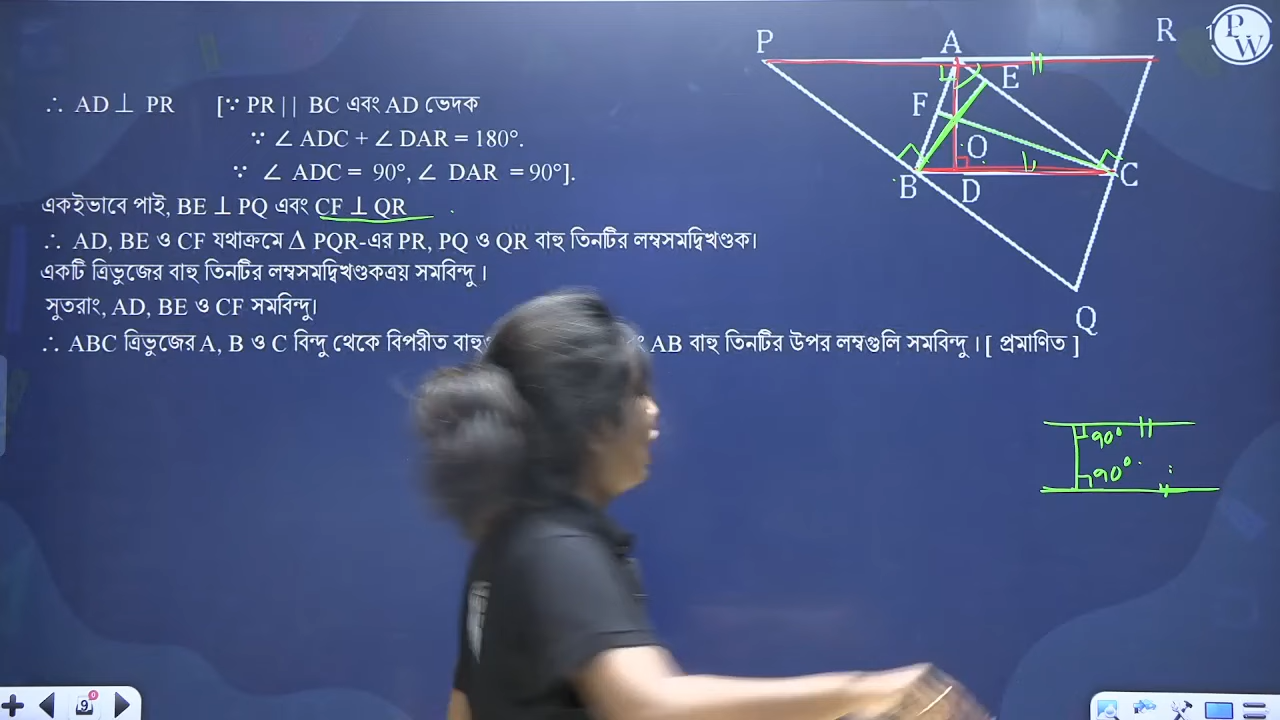 ∴ AD ⊥ PR [∵ PR || BC এবং AD ভেদক
∵ ∠ ADC + ∠ DAR = 180°.
∵ ∠ ADC = 90°, ∠ DAR = 90°].
একইভাবে পাই, BE ⊥ PQ এবং CF ⊥ QR
∴ AD, BE ও CF যথাক্রমে Δ PQR-এর PR, PQ ও QR বাহু তিনটির লম্বসমদ্বিখণ্ডক।
একটি ত্রিভুজের বাহু তিনটির লম্বসমদ্বিখণ্ডকত্রয় সমবিন্দু।
সুতরাং, AD, BE ও CF সমবিন্দু।
∴ ABC ত্রিভুজের A, B ও C বিন্দু থেকে বিপরীত AB বাহু তিনটির উপর লম্বগুলি সমবিন্দু। [ প্রমাণিত ]
P A R
E
F
O
B D C
Q
90°
90°
PW
9
0